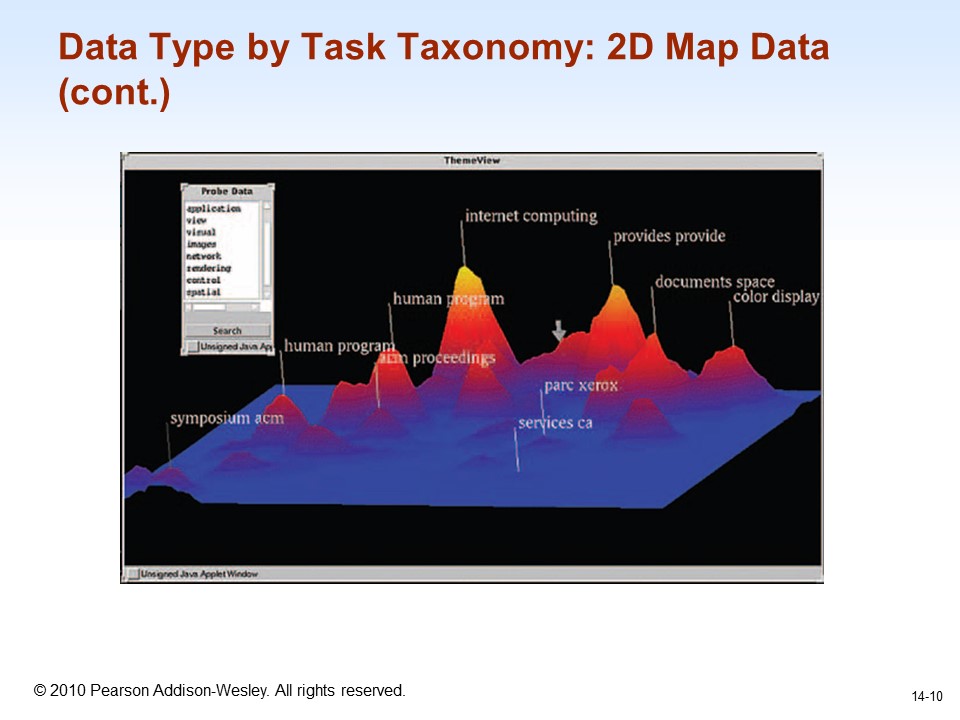 Data Type by Task Taxonomy: 2D Map Data
(cont.)
ThemeView
Probe Data
application
view
visual
images
network
rendering
control
spatial
Search
Unsigned Java Ap
internet computing
provides provide
documents space
color display
human program
human program
acm proceedings
parc xerox
symposium acm
services ca
Unsigned Java Applet Window
© 2010 Pearson Addison-Wesley. All rights reserved.
14-10